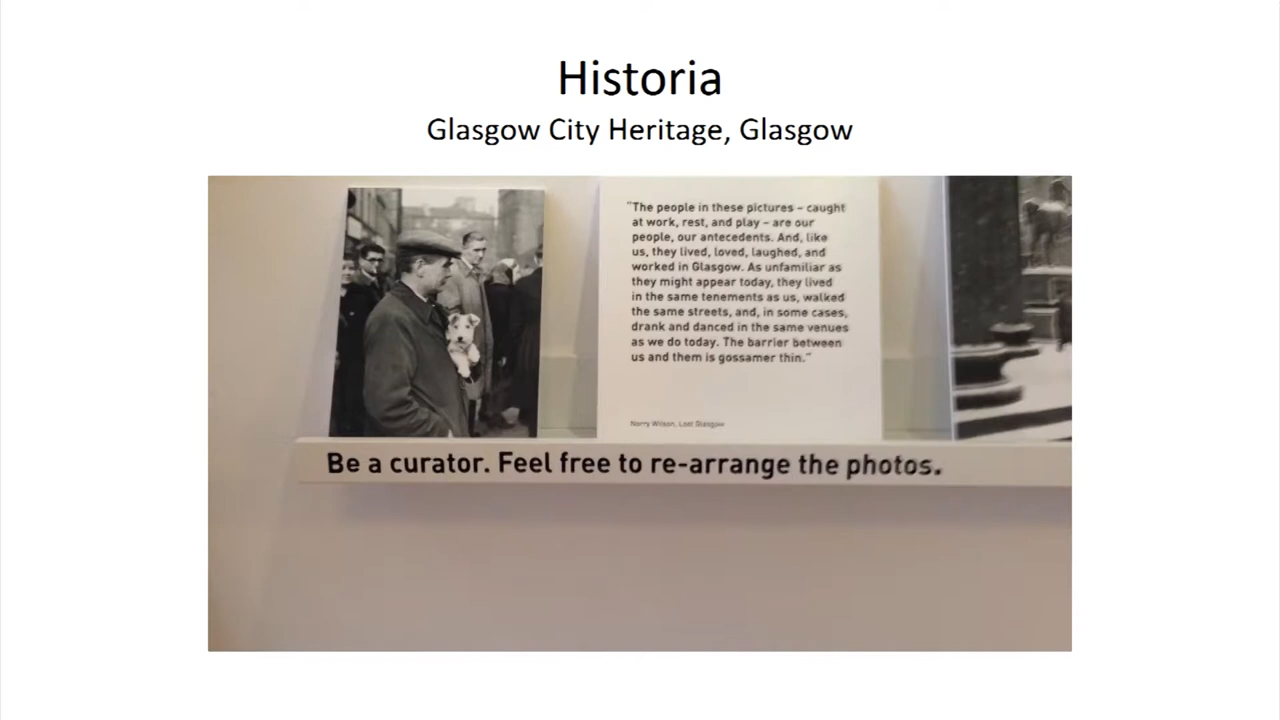 Historia
Glasgow City Heritage, Glasgow
"The people in these pictures – caught
at work, rest, and play – are our
people, our antecedents. And, like
us, they lived, loved, laughed, and
worked in Glasgow. As unfamiliar as
they might appear today, they lived
in the same tenements as us, walked
the same streets, and, in some cases,
drank and danced in the same venues
as we do today. The barrier between
us and them is gossamer thin."
Norry Wilson, Lost Glasgow
Be a curator. Feel free to re-arrange the photos.